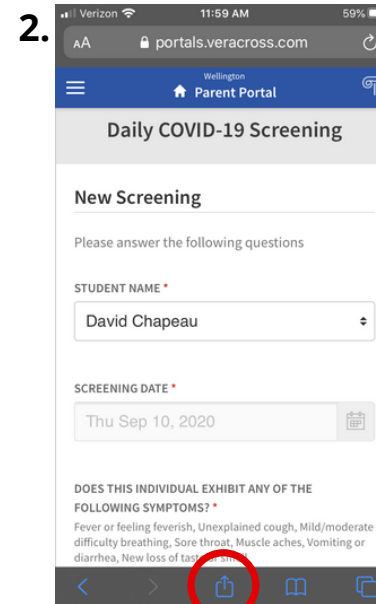 2.
Verizon 11:59 AM 59%
AA portals.veracross.com
Wellington
Parent Portal
Daily COVID-19 Screening
New Screening
Please answer the following questions
STUDENT NAME *
David Chapeau
SCREENING DATE *
Thu Sep 10, 2020
DOES THIS INDIVIDUAL EXHIBIT ANY OF THE
FOLLOWING SYMPTOMS? *
Fever or feeling feverish, Unexplained cough, Mild/moderate
difficulty breathing, Sore throat, Muscle aches, Vomiting or
diarrhea, New loss of taste or smell